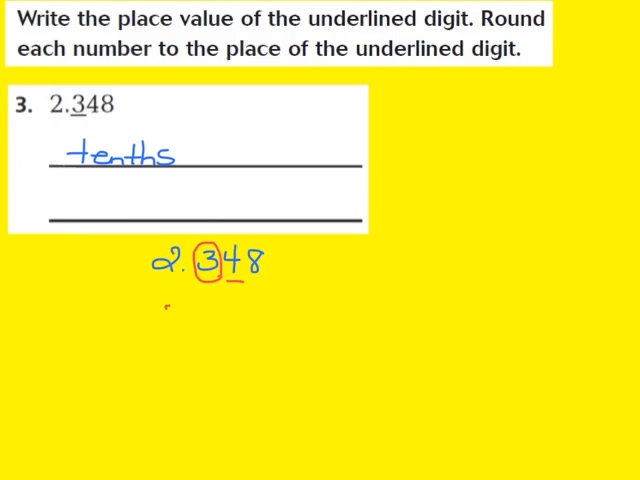 Write the place value of the underlined digit. Round
each number to the place of the underlined digit.
3. 2.348
tenths
2.348